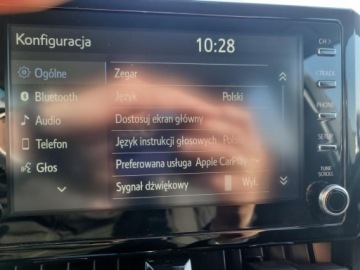 Konfiguracja
10:28
CH >
Ogólne
Zegar
Bluetooth
Język Polski
< TRACK
Audio
Dostosuj ekran główny
PHONE
Telefon
Język instrukcji głosowych
SETUP
Głos
Preferowana usługa Apple CarPlay
Sygnał dźwiękowy Wył.
TUNE
SCROLL